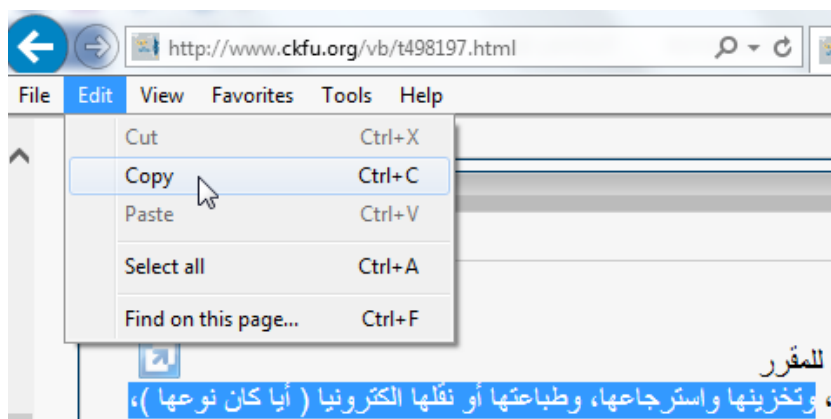 http://www.ckfu.org/vb/t498197.html
File Edit View Favorites Tools Help
Cut Ctrl+X
Copy Ctrl+C
Paste Ctrl+V
Select all Ctrl+A
Find on this page... Ctrl+F
للمقرر
، وتخزينها واسترجاعها، وطباعتها أو نقلها الكترونيا ( أيا كان نوعها )،